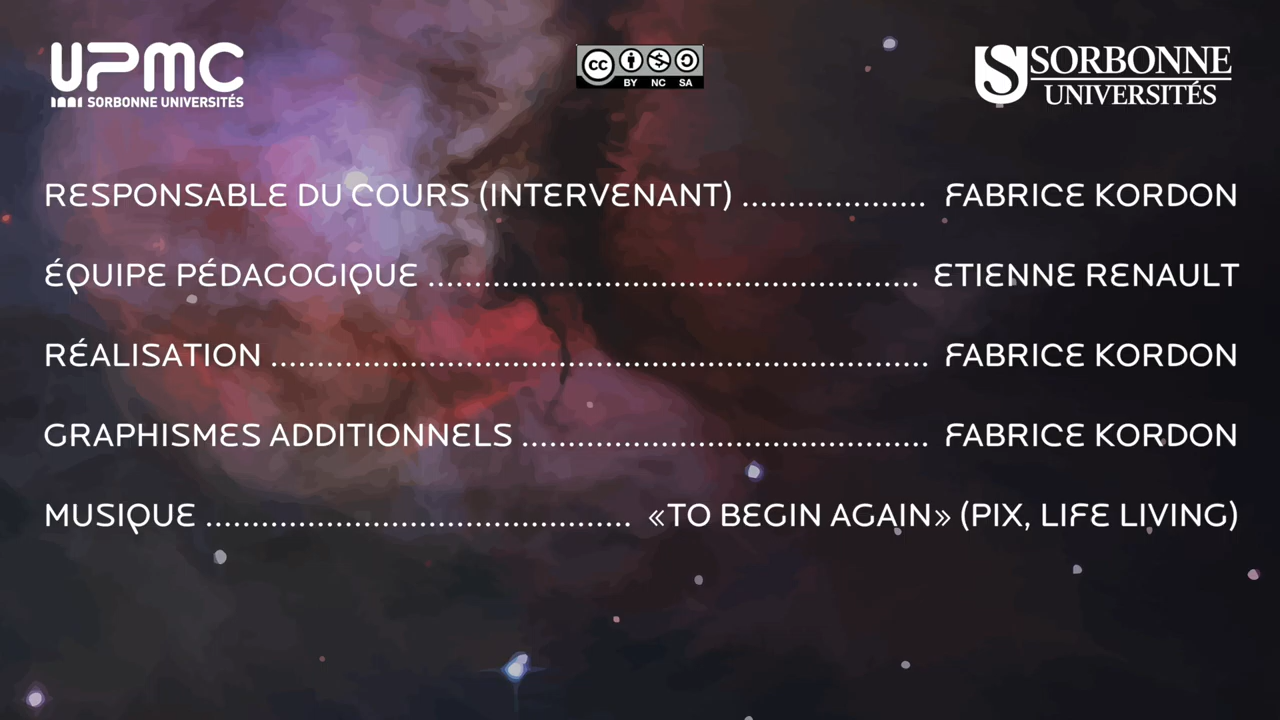 UPMC
SORBONNE UNIVERSITÉS
cc
BY NC SA
SORBONNE
UNIVERSITÉS
RESPONSABLE DU COURS (INTERVENANT) .................... FABRICE KORDON
ÉQUIPE PÉDAGOGIQUE ..................................................... ETIENNE RENAULT
RÉALISATION ....................................................................... FABRICE KORDON
GRAPHISMES ADDITIONNELS ............................................ FABRICE KORDON
MUSIQUE .............................................. «TO BEGIN AGAIN» (PIX, LIFE LIVING)